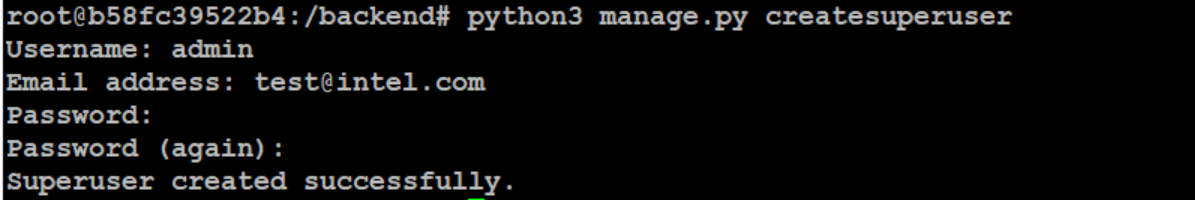 root@b58fc39522b4:/backend# python3 manage.py createsuperuser
Username: admin
Email address: test@intel.com
Password:
Password (again):
Superuser created successfully.